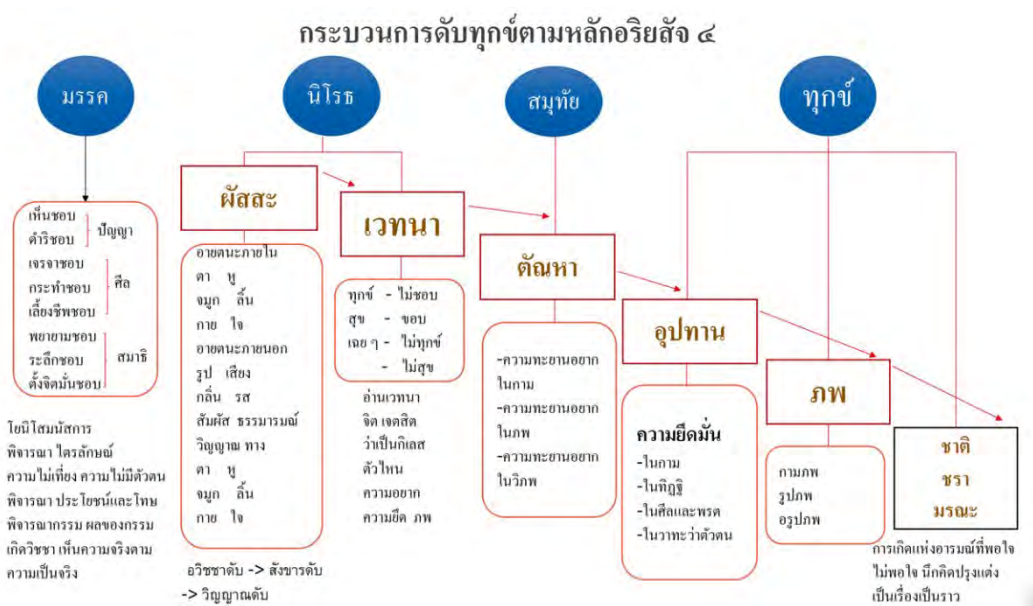 กระบวนการดับทุกข์ตามหลักอริยสัจ ๔
มรรค
นิโรธ
สมุทัย
ทุกข์
เห็นชอบ
ดำริชอบ
ปัญญา
เจรจาชอบ
กระทำชอบ
เลี้ยงชีพชอบ
ศีล
พยายามชอบ
ระลึกชอบ
ตั้งจิตมั่นชอบ
สมาธิ
โยนิโสมนัสการ
พิจารณา ไตรลักษณ์
ความไม่เที่ยง ความไม่มีตัวตน
พิจารณา ประโยชน์และโทษ
พิจารณากรรม ผลของกรรม
เกิดวิชชา เห็นความจริงตาม
ความเป็นจริง
ผัสสะ
อายตนะภายใน
ตา หู
จมูก ลิ้น
กาย ใจ
อายตนะภายนอก
รูป เสียง
กลิ่น รส
สัมผัส ธรรมารมณ์
วิญญาณ ทาง
ตา หู
จมูก ลิ้น
กาย ใจ
อวิชชาดับ -> สังขารดับ
-> วิญญาณดับ
เวทนา
ทุกข์ - ไม่ชอบ
สุข - ชอบ
เฉย ๆ - ไม่ทุกข์
- ไม่สุข
อ่านเวทนา
จิต เจตสิต
ว่าเป็นกิเลส
ตัวไหน
ความอยาก
ความยึด ภพ
ตัณหา
-ความทะยานอยาก
ในกาม
-ความทะยานอยาก
ในภพ
-ความทะยานอยาก
ในวิภพ
อุปทาน
ความยึดมั่น
-ในกาม
-ในทิฏฐิ
-ในศีลและพรต
-ในวาทะว่าตัวตน
ภพ
กามภพ
รูปภพ
อรูปภพ
ชาติ
ชรา
มรณะ
การเกิดแห่งอารมณ์ที่พอใจ
ไม่พอใจ นึกคิดปรุงแต่ง
เป็นเรื่องเป็นราว